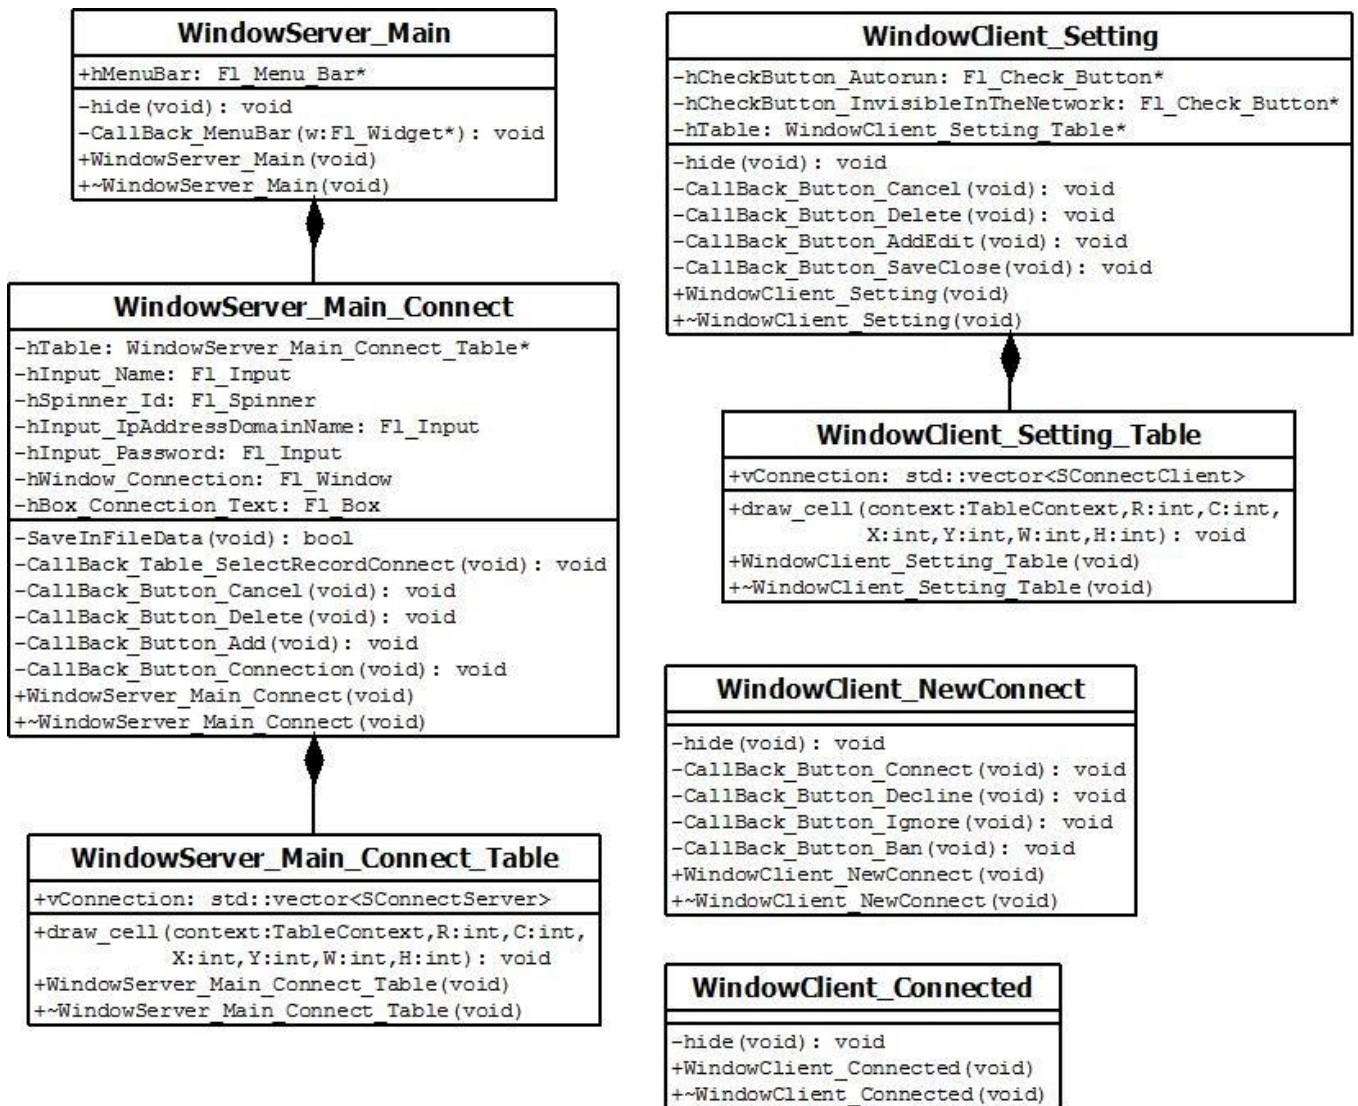 WindowServer_Main
+hMenuBar: Fl_Menu_Bar*
-hide(void): void
-CallBack_MenuBar(w:Fl_Widget*): void
+WindowServer_Main(void)
+~WindowServer_Main(void)
WindowServer_Main_Connect
-hTable: WindowServer_Main_Connect_Table*
-hInput_Name: Fl_Input
-hSpinner_Id: Fl_Spinner
-hInput_IpAddressDomainName: Fl_Input
-hInput_Password: Fl_Input
-hWindow_Connection: Fl_Window
-hBox_Connection_Text: Fl_Box
-SaveInFileData(void): bool
-CallBack_Table_SelectRecordConnect(void): void
-CallBack_Button_Cancel(void): void
-CallBack_Button_Delete(void): void
-CallBack_Button_Add(void): void
-CallBack_Button_Connection(void): void
+WindowServer_Main_Connect(void)
+~WindowServer_Main_Connect(void)
WindowServer_Main_Connect_Table
+vConnection: std::vector<SConnectServer>
+draw_cell(context:TableContext,R:int,C:int,
X:int,Y:int,W:int,H:int): void
+WindowServer_Main_Connect_Table(void)
+~WindowServer_Main_Connect_Table(void)
WindowClient_Setting
-hCheckButton_Autorun: Fl_Check_Button*
-hCheckButton_InvisibleInTheNetwork: Fl_Check_Button*
-hTable: WindowClient_Setting_Table*
-hide(void): void
-CallBack_Button_Cancel(void): void
-CallBack_Button_Delete(void): void
-CallBack_Button_AddEdit(void): void
-CallBack_Button_SaveClose(void): void
+WindowClient_Setting(void)
+~WindowClient_Setting(void)
WindowClient_Setting_Table
+vConnection: std::vector<SConnectClient>
+draw_cell(context:TableContext,R:int,C:int,
X:int,Y:int,W:int,H:int): void
+WindowClient_Setting_Table(void)
+~WindowClient_Setting_Table(void)
WindowClient_NewConnect
-hide(void): void
-CallBack_Button_Connect(void): void
-CallBack_Button_Decline(void): void
-CallBack_Button_Ignore(void): void
-CallBack_Button_Ban(void): void
+WindowClient_NewConnect(void)
+~WindowClient_NewConnect(void)
WindowClient_Connected
-hide(void): void
+WindowClient_Connected(void)
+~WindowClient_Connected(void)